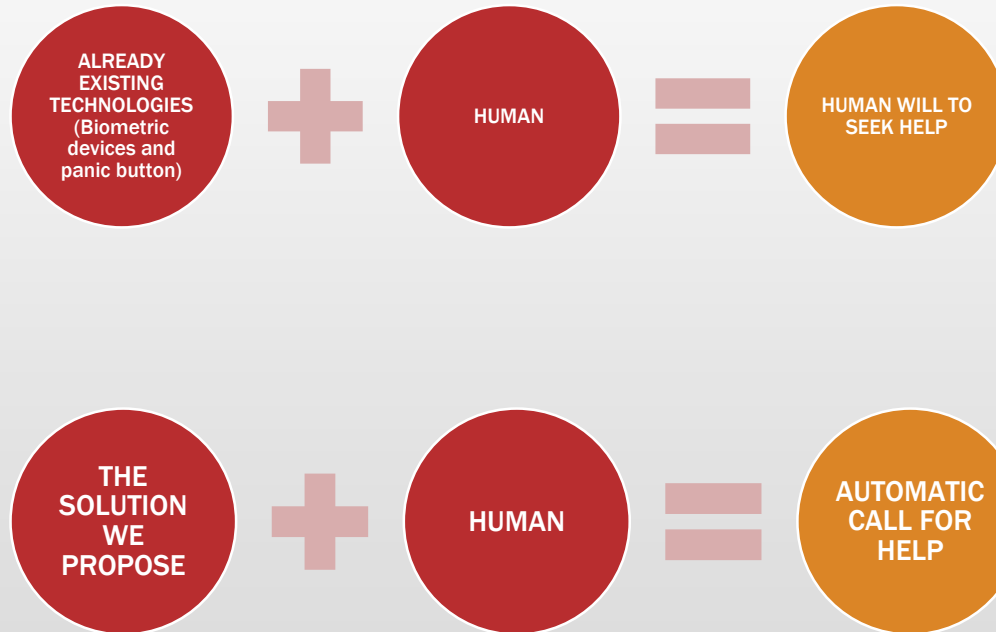 ALREADY
EXISTING
TECHNOLOGIES
(Biometric
devices and
panic button)
HUMAN
HUMAN WILL TO
SEEK HELP
THE
SOLUTION
WE
PROPOSE
HUMAN
AUTOMATIC
CALL FOR
HELP